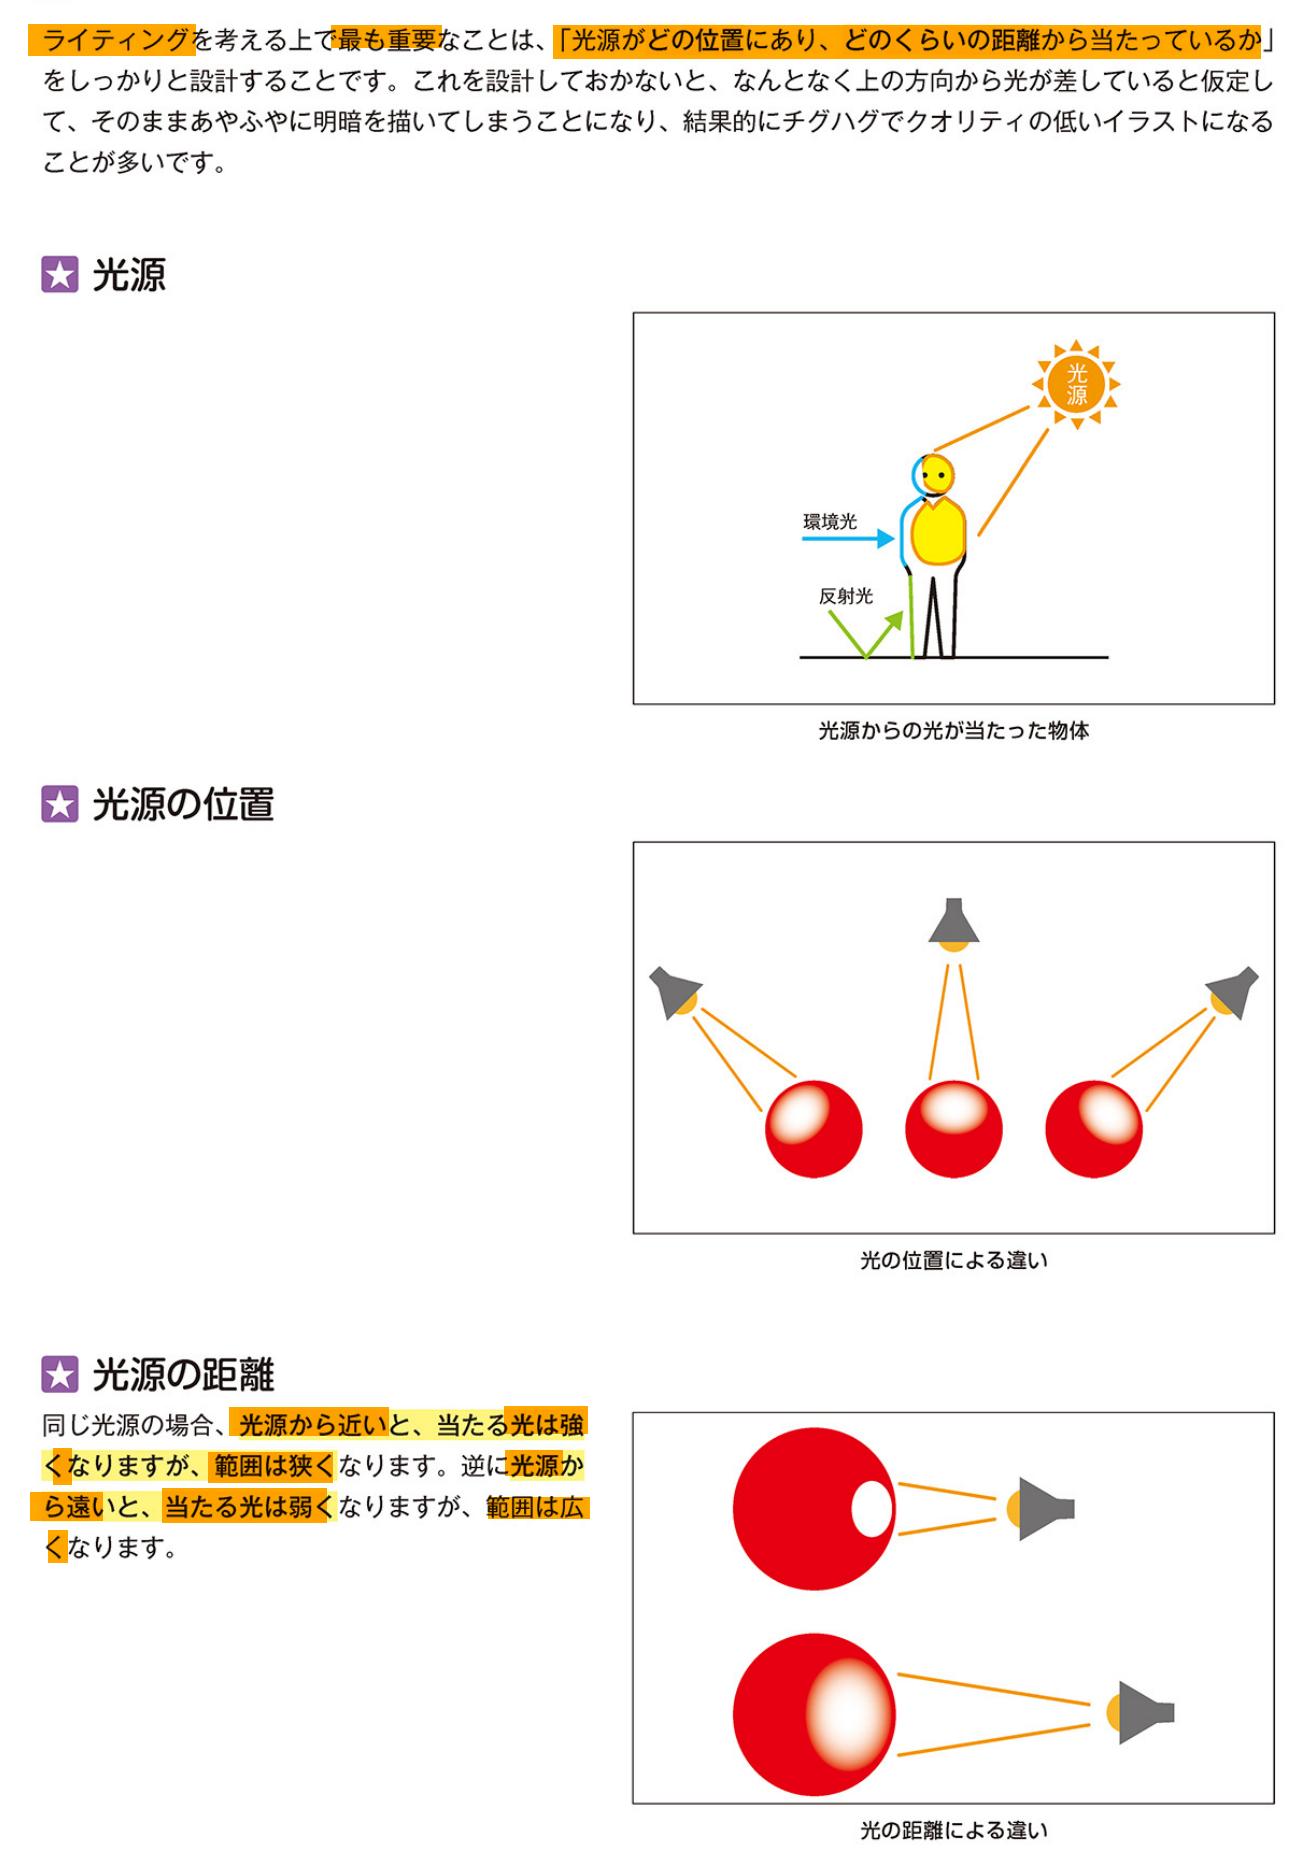 ライティングを考える上で最も重要なことは、「光源がどの位置にあり、どのくらいの距離から当たっているか」
をしっかりと設計することです。これを設計しておかないと、なんとなく上の方向から光が差していると仮定し
て、そのままあやふやに明暗を描いてしまうことになり、結果的にチグハグでクオリティの低いイラストになる
ことが多いです。
光源
光源
環境光
反射光
光源からの光が当たった物体
光源の位置
光の位置による違い
光源の距離
同じ光源の場合、光源から近いと、当たる光は強
くなりますが、範囲は狭くなります。逆に光源か
ら遠いと、当たる光は弱くなりますが、範囲は広
くなります。
光の距離による違い